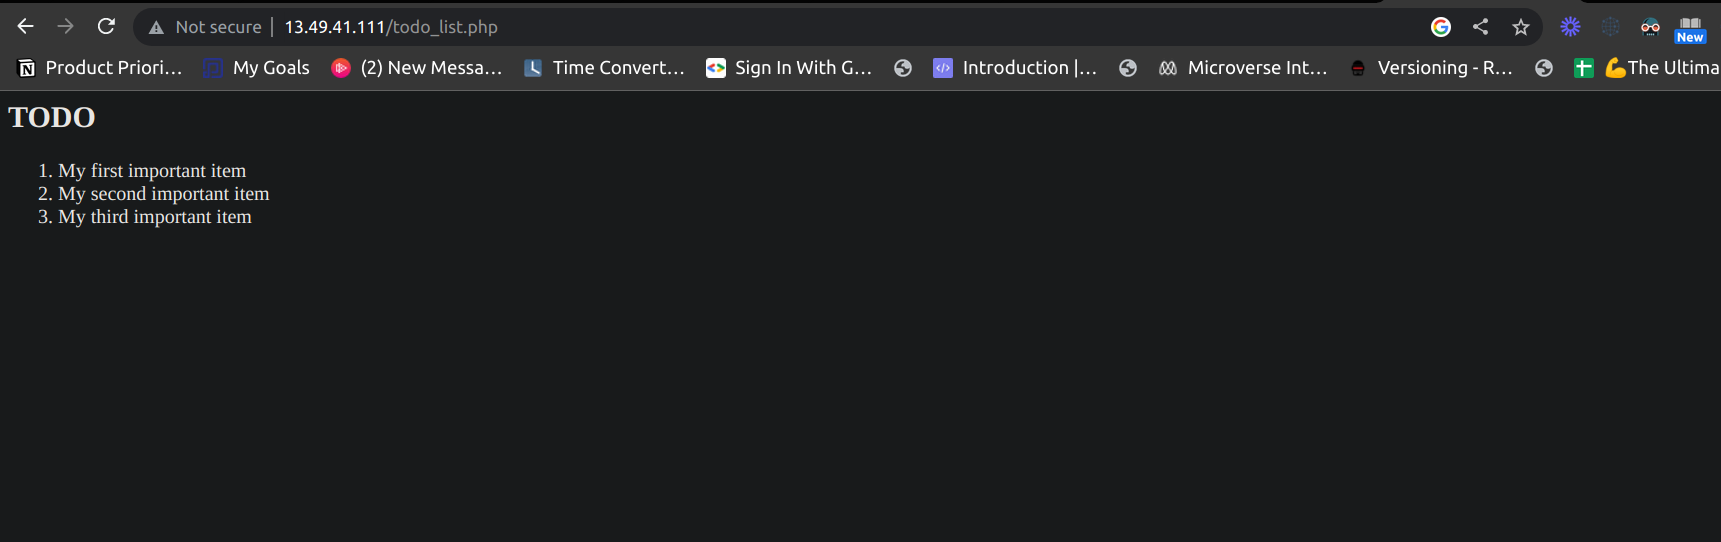 Not secure | 13.49.41.111/todo_list.php
New
Product Priori... My Goals (2) New Messa... Time Convert... Sign In With G... Introduction |... Microverse Int... Versioning - R... 💪The Ultima
TODO
1. My first important item
2. My second important item
3. My third important item